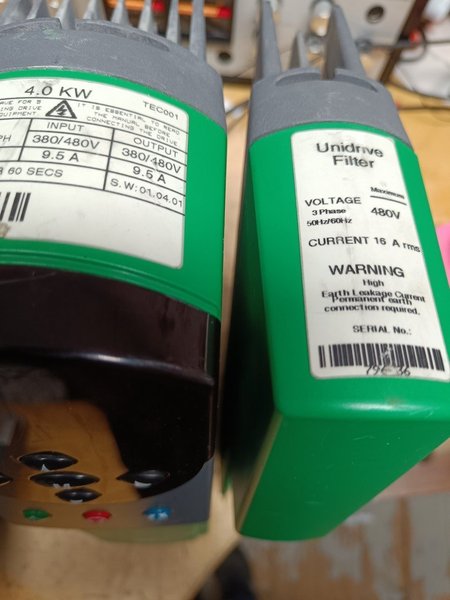 4.0 KW
TEC001
IT IS ESSENTIAL TO READ
THE MANUAL BEFORE
CONNECTING THE DRIVE
INPUT
OUTPUT
380/480V
380/480V
9.5 A
9.5 A
60 SECS
S.W: 01.04.01
Unidrive
Filter
Maximum
VOLTAGE
3 Phase
480V
50Hz/60Hz
CURRENT 16 A rms
WARNING
High
Earth Leakage Current
Permanent earth
connection required.
SERIAL No.: